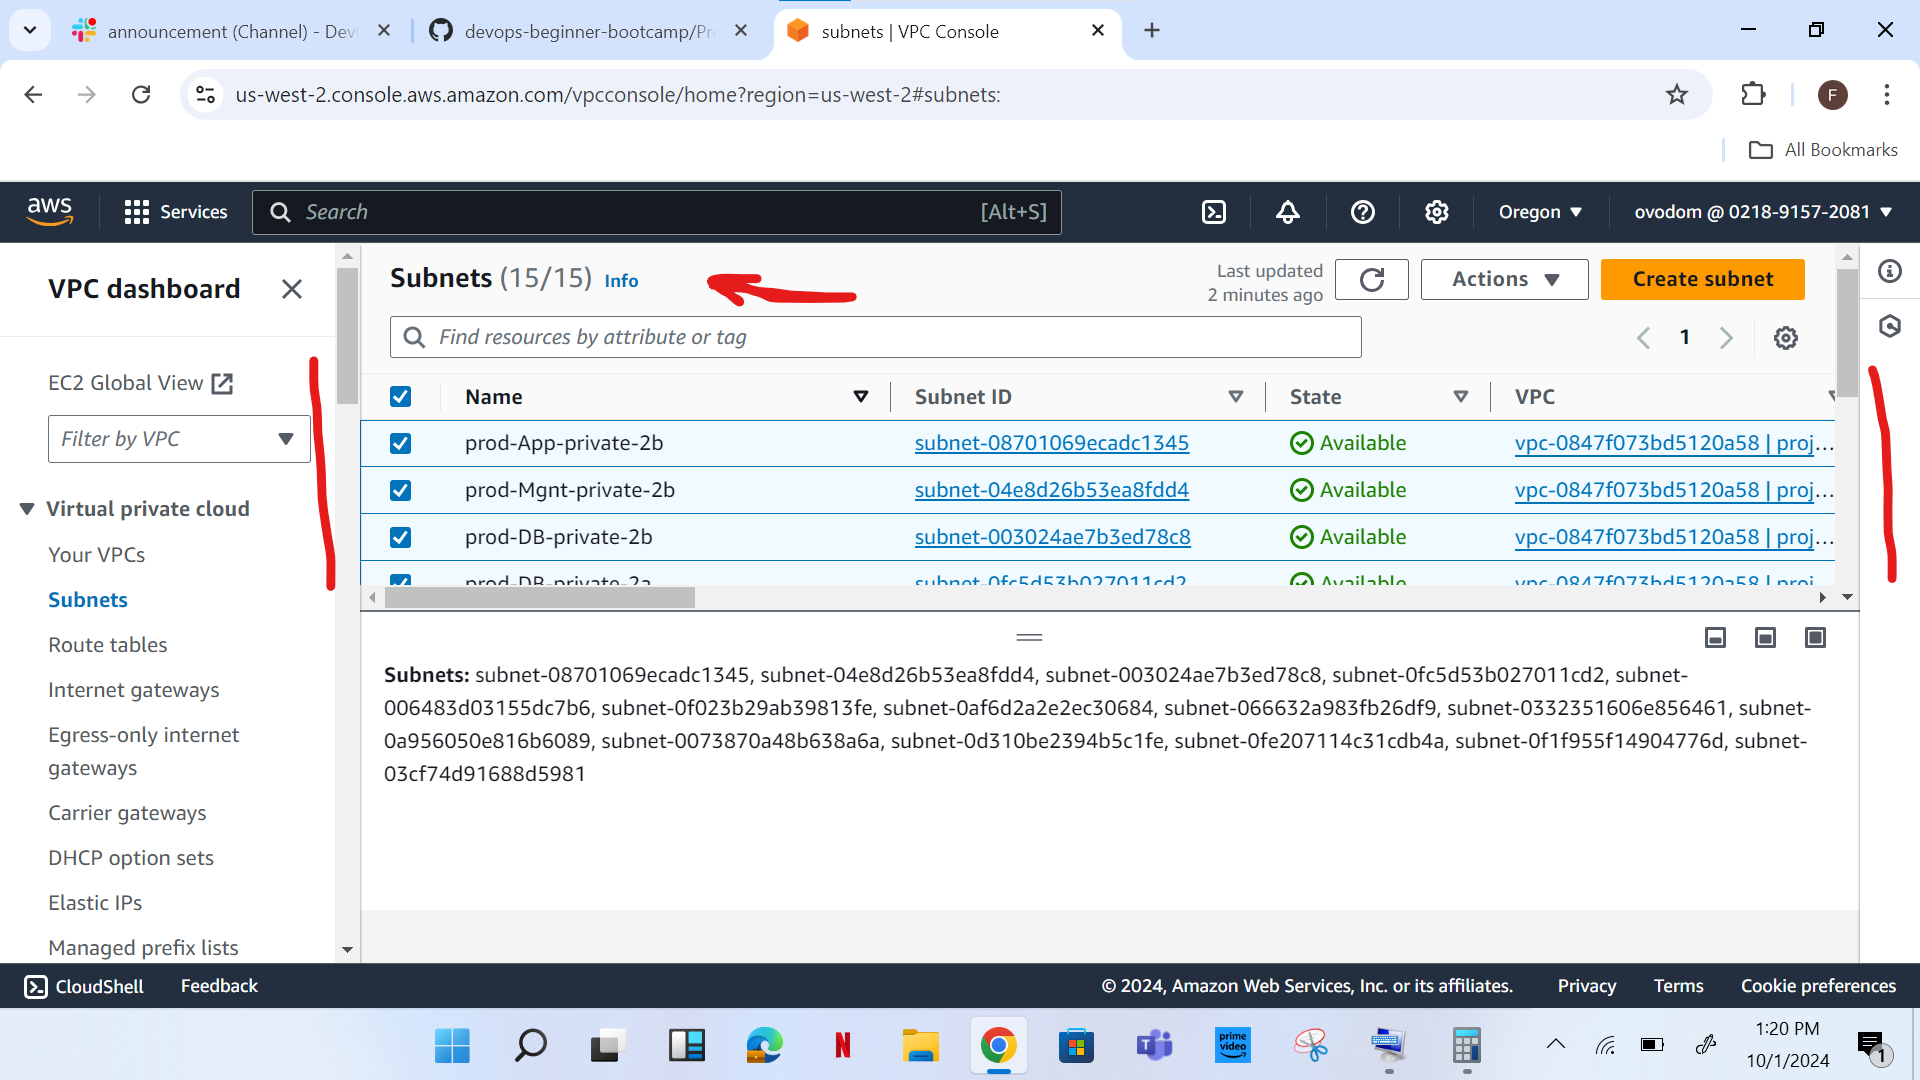 announcement (Channel) - Dev
devops-beginner-bootcamp/Pr
subnets | VPC Console
us-west-2.console.aws.amazon.com/vpcconsole/home?region=us-west-2#subnets:
F
All Bookmarks
aws
Services
Search
[Alt+S]
Oregon
ovodom @ 0218-9157-2081
VPC dashboard
EC2 Global View
Filter by VPC
Virtual private cloud
Your VPCs
Subnets
Route tables
Internet gateways
Egress-only internet
gateways
Carrier gateways
DHCP option sets
Elastic IPs
Managed prefix lists
Subnets (15/15) Info
Last updated
2 minutes ago
Actions
Create subnet
Find resources by attribute or tag
1
Name Subnet ID State VPC
prod-App-private-2b subnet-08701069ecadc1345 Available vpc-0847f073bd5120a58 | proj...
prod-Mgnt-private-2b subnet-04e8d26b53ea8fdd4 Available vpc-0847f073bd5120a58 | proj...
prod-DB-private-2b subnet-003024ae7b3ed78c8 Available vpc-0847f073bd5120a58 | proj...
prod-DB-private-2a subnet-0fc5d53b027011cd2 Available vpc-0847f073bd5120a58 | proj
Subnets: subnet-08701069ecadc1345, subnet-04e8d26b53ea8fdd4, subnet-003024ae7b3ed78c8, subnet-0fc5d53b027011cd2, subnet-
006483d03155dc7b6, subnet-0f023b29ab39813fe, subnet-0af6d2a2e2ec30684, subnet-066632a983fb26df9, subnet-0332351606e856461, subnet-
0a956050e816b6089, subnet-0073870a48b638a6a, subnet-0d310be2394b5c1fe, subnet-0fe207114c31cdb4a, subnet-0f1f955f14904776d, subnet-
03cf74d91688d5981
CloudShell
Feedback
© 2024, Amazon Web Services, Inc. or its affiliates.
Privacy
Terms
Cookie preferences
N
T
prime
video
1:20 PM
10/1/2024
1